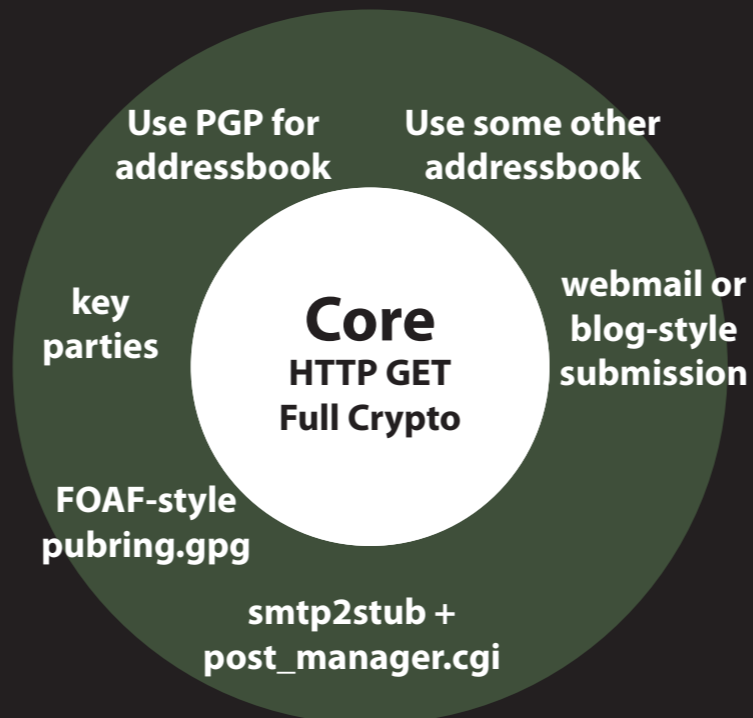 Use PGP for
addressbook
Use some other
addressbook
key
parties
Core
HTTP GET
Full Crypto
webmail or
blog-style
submission
FOAF-style
pubring.gpg
smtp2stub +
post_manager.cgi